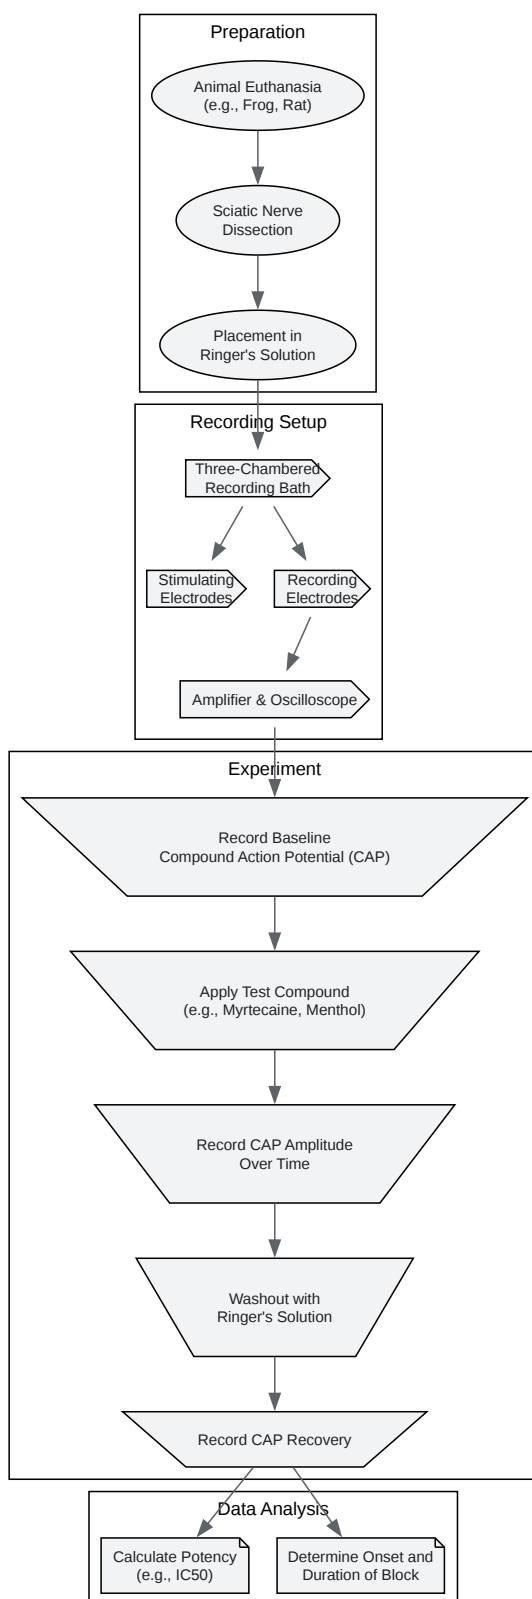 Preparation
Animal Euthanasia
(e.g., Frog, Rat)
Sciatic Nerve
Dissection
Placement in
Ringer's Solution
Recording Setup
Three-Chambered
Recording Bath
Stimulating
Electrodes
Recording
Electrodes
Amplifier & Oscilloscope
Experiment
Record Baseline
Compound Action Potential (CAP)
Apply Test Compound
(e.g., Myrtecaine, Menthol)
Record CAP Amplitude
Over Time
Washout with
Ringer's Solution
Record CAP Recovery
Data Analysis
Calculate Potency
(e.g., IC50)
Determine Onset and
Duration of Block